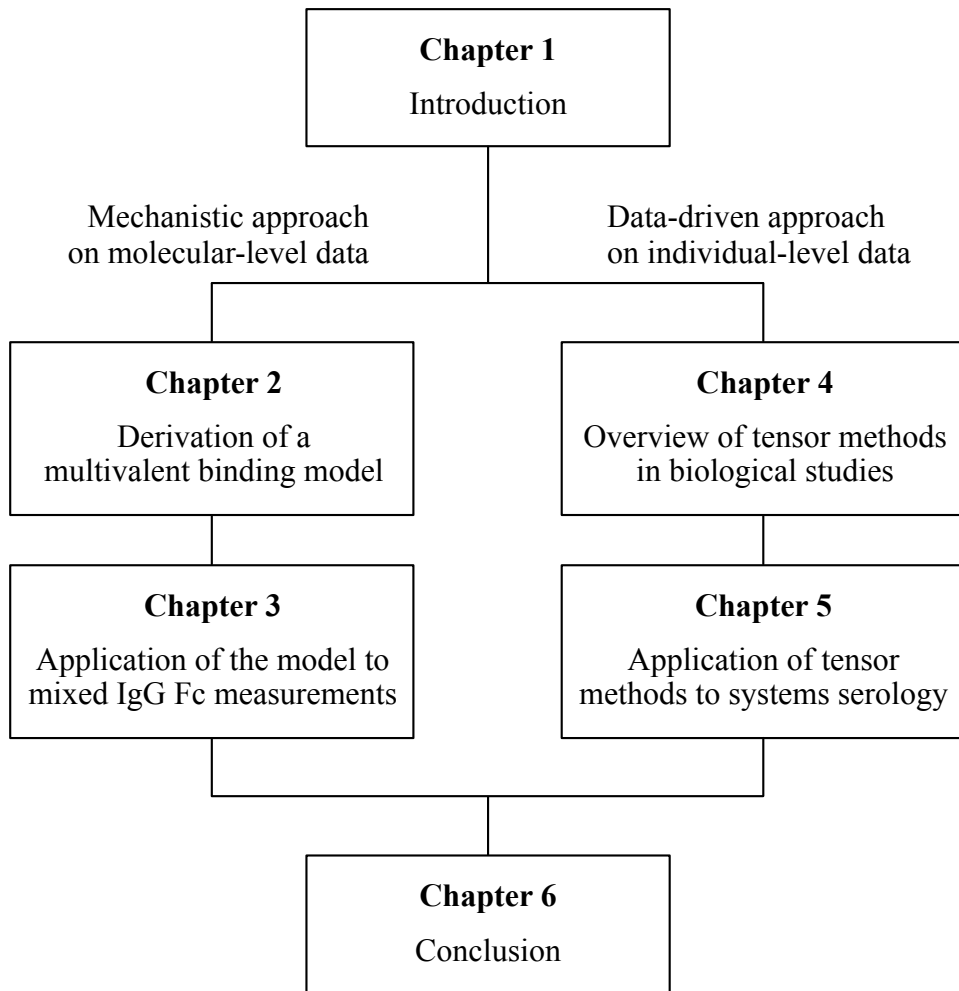 Chapter 1
Introduction
Mechanistic approach
on molecular-level data
Data-driven approach
on individual-level data
Chapter 2
Derivation of a
multivalent binding model
Chapter 4
Overview of tensor methods
in biological studies
Chapter 3
Application of the model to
mixed IgG Fc measurements
Chapter 5
Application of tensor
methods to systems serology
Chapter 6
Conclusion